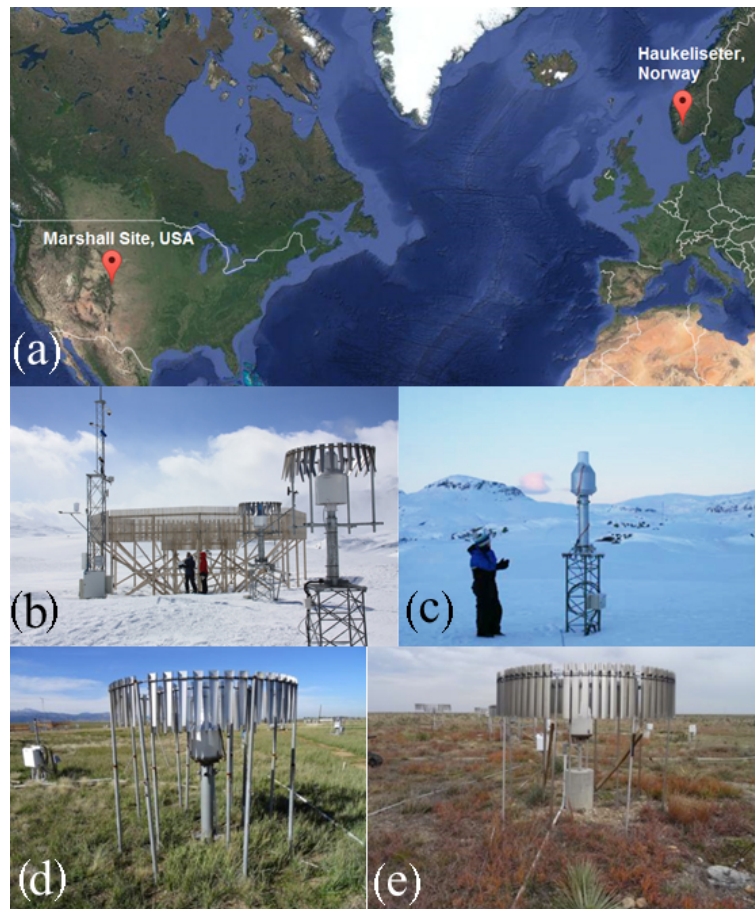 Haukeliseter,
Norway
Marshall Site, USA
(a)
(b)
(c)
(d)
(e)